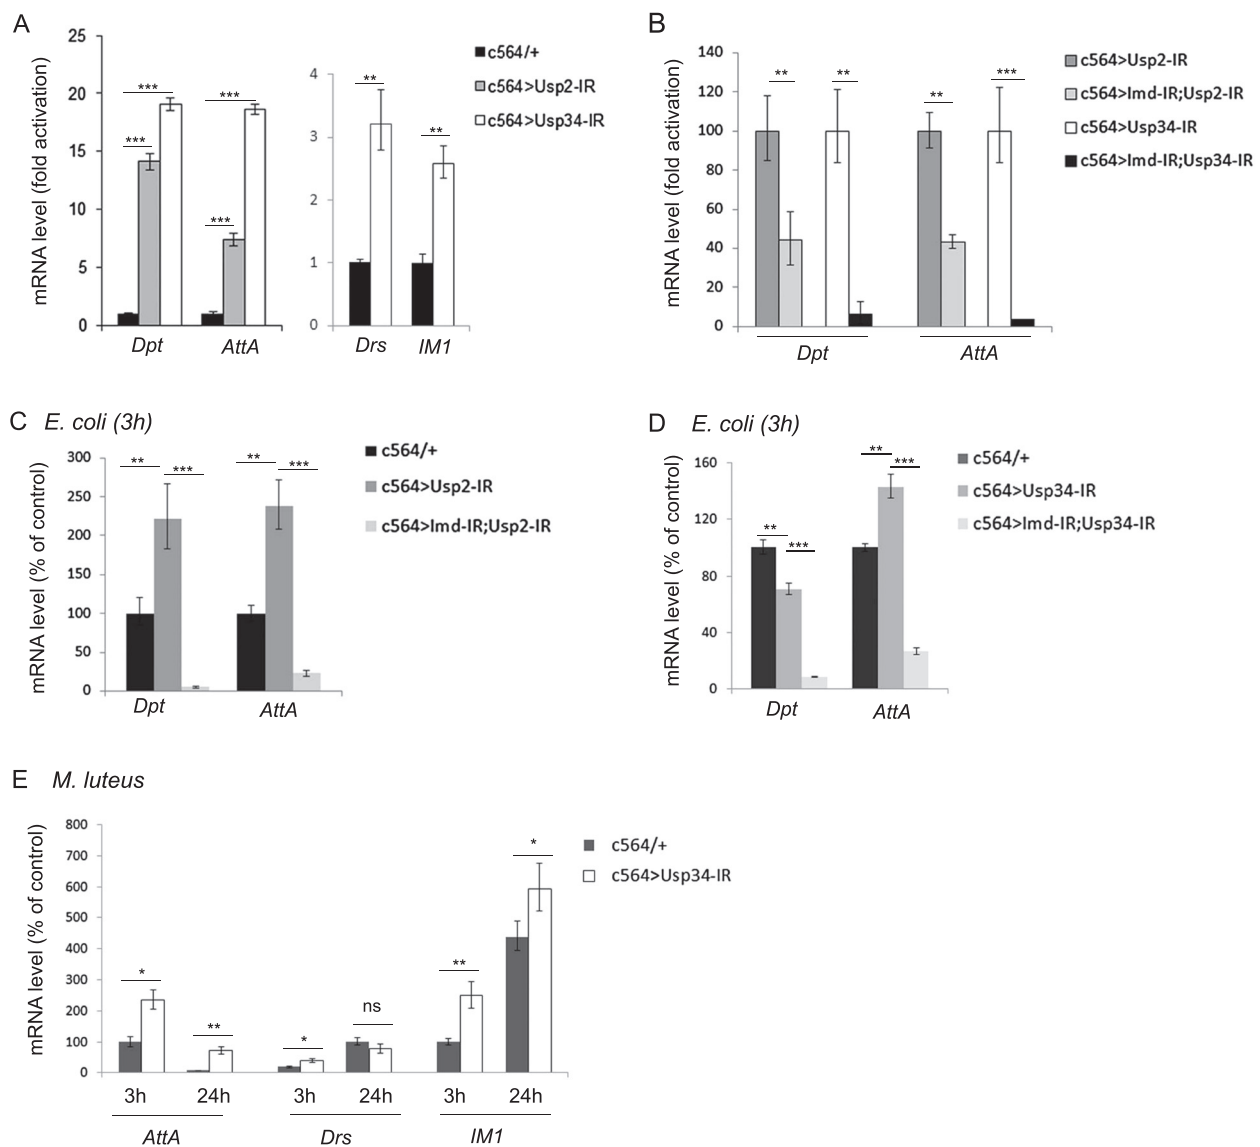 A
mRNA level (fold activation)
25
20
15
10
5
0
***
***
***
***
Dpt
AttA
4
3
2
1
0
**
**
Drs
IM1
c564/+
c564>Usp2-IR
c564>Usp34-IR
B
mRNA level (fold activation)
140
120
100
80
60
40
20
0
**
**
**
***
Dpt
AttA
c564>Usp2-IR
c564>Imd-IR;Usp2-IR
c564>Usp34-IR
c564>Imd-IR;Usp34-IR
C E. coli (3h)
mRNA level (% of control)
300
250
200
150
100
50
0
**
***
**
***
Dpt
AttA
c564/+
c564>Usp2-IR
c564>Imd-IR;Usp2-IR
D E. coli (3h)
mRNA level (% of control)
160
120
80
40
0
**
***
**
***
Dpt
AttA
c564/+
c564>Usp34-IR
c564>Imd-IR;Usp34-IR
E M. luteus
mRNA level (% of control)
800
700
600
500
400
300
200
100
0
*
**
*
ns
**
*
3h 24h 3h 24h 3h 24h
AttA Drs IM1
c564/+
c564>Usp34-IR